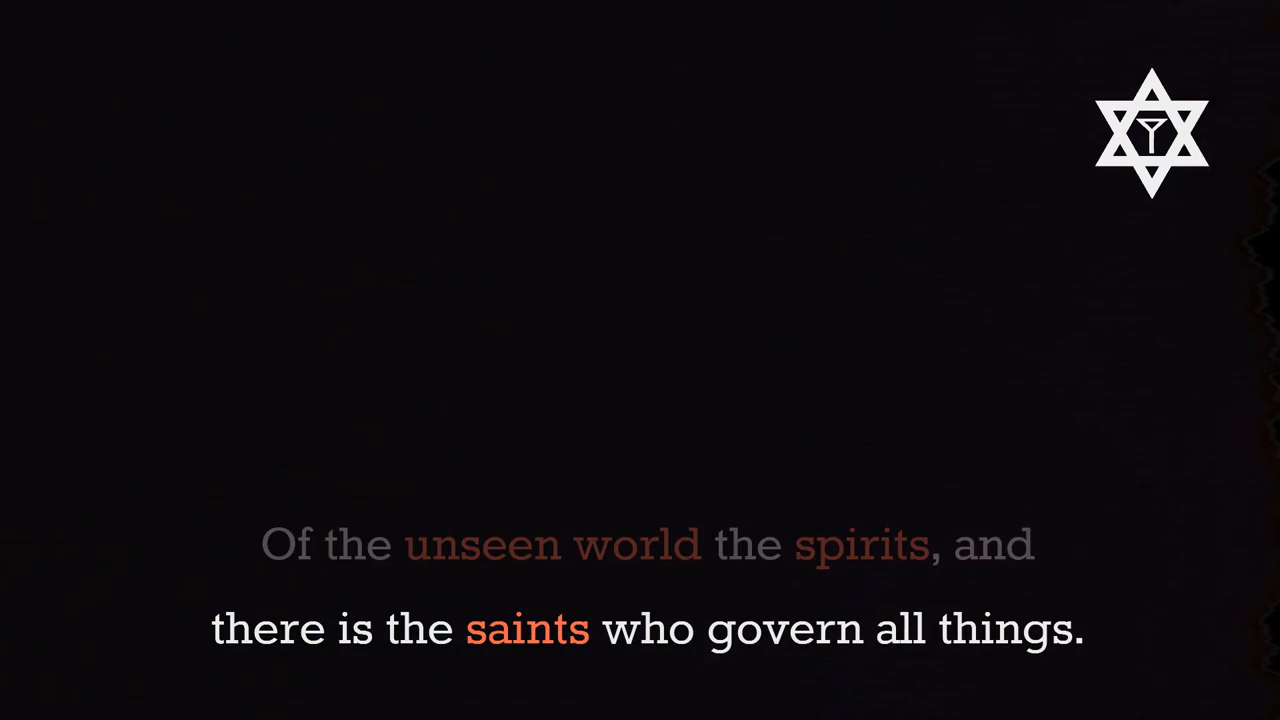 Of the unseen world the spirits, and
there is the saints who govern all things.